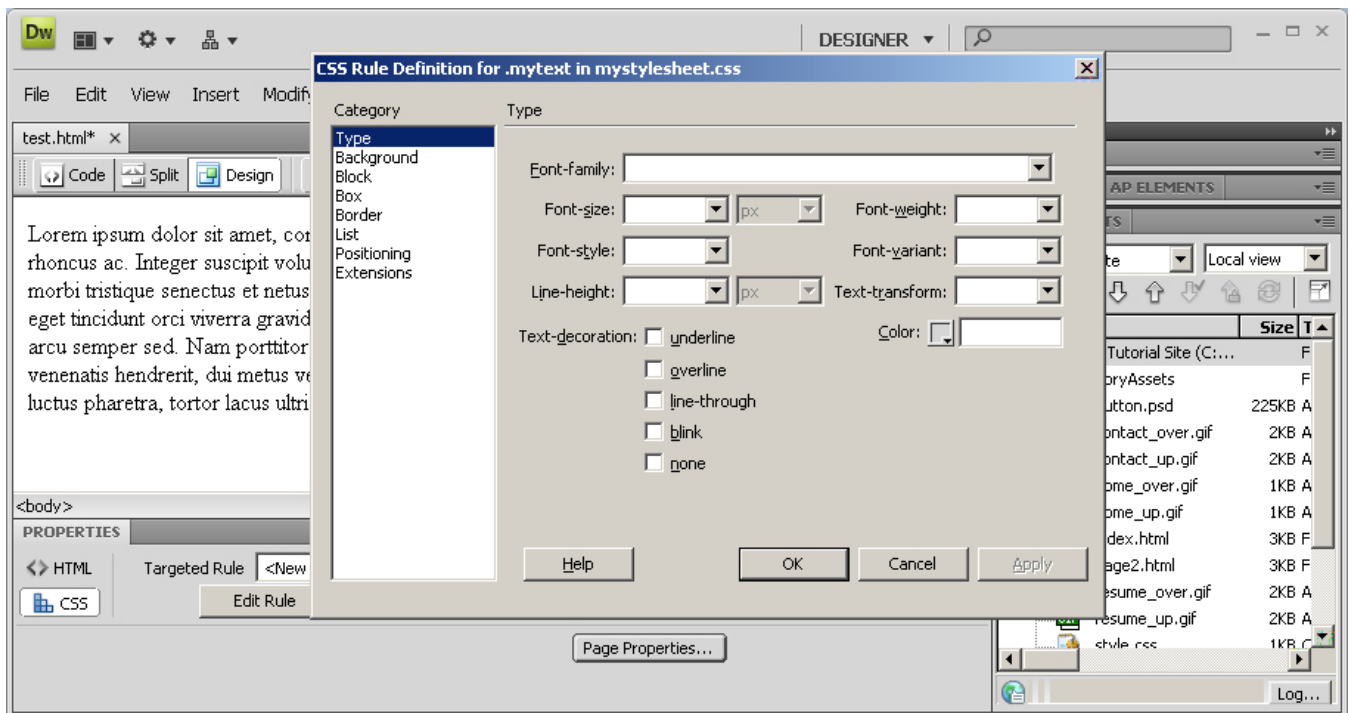 Dw
DESIGNER
CSS Rule Definition for .mytext in mystylesheet.css
File Edit View Insert Modify
Category
Type
test.html*
Type
Background
Block
Box
Border
List
Positioning
Extensions
Code Split Design
Font-family:
Font-size: px Font-weight:
Font-style: Font-variant:
Line-height: px Text-transform:
Text-decoration: underline Color:
overline
line-through
blink
none
Help OK Cancel Apply
Lorem ipsum dolor sit amet,
rhoncus ac. Integer suscipit
morbi tristique senectus et netus
eget tincidunt orci viverra
arcu semper sed. Nam porttitor
venenatis hendrerit, dui metus
luctus pharetra, tortor lacus
<body>
PROPERTIES
HTML Targeted Rule <New
CSS Edit Rule
Page Properties...
AP ELEMENTS
Local view
Size T
Tutorial Site (C:... F
F
225KB A
2KB A
2KB A
1KB A
1KB A
3KB F
3KB F
2KB A
resume_up.gif 2KB A
style.css 1KB C
Log...